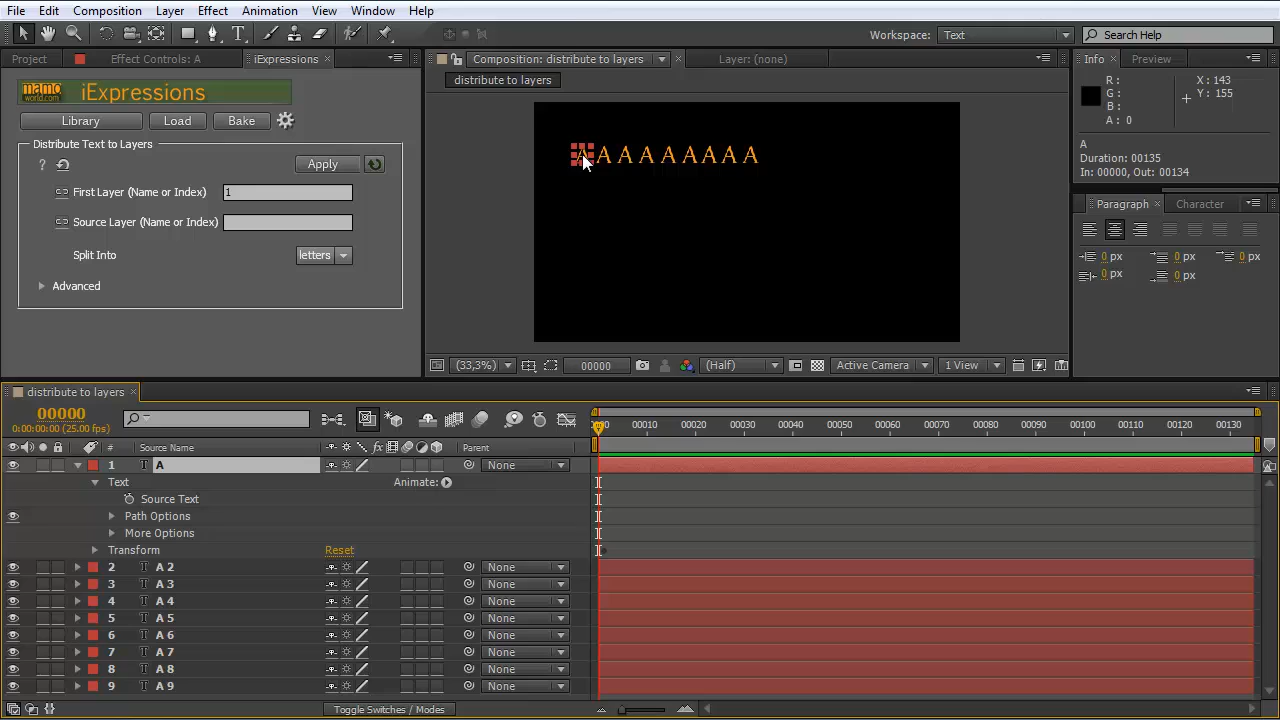 File Edit Composition Layer Effect Animation View Window Help
Workspace: Text Search Help
Project Effect Controls: A iExpressions
mamo world.com iExpressions
Library Load Bake
Distribute Text to Layers
? Apply
First Layer (Name or Index) 1
Source Layer (Name or Index)
Split Into letters
Advanced
Composition: distribute to layers Layer: (none)
distribute to layers
A A A A A A A A A
(33,3%) 00000 (Half) Active Camera 1 View
Info Preview
R : X : 143
G : Y : 155
B :
A : 0
A
Duration: 00135
In: 00000, Out: 00134
Paragraph Character
0 px 0 px 0 px
0 px 0 px
distribute to layers
00000
0:00:00:00 (25.00 fps)
# Source Name Parent
00010 00020 00030 00040 00050 00060 00070 00080 00090 00100 00110 00120 00130
1 T A None
Text Animate:
Source Text
Path Options
More Options
Transform Reset
2 T A 2 None
3 T A 3 None
4 T A 4 None
5 T A 5 None
6 T A 6 None
7 T A 7 None
8 T A 8 None
9 T A 9 None
Toggle Switches / Modes